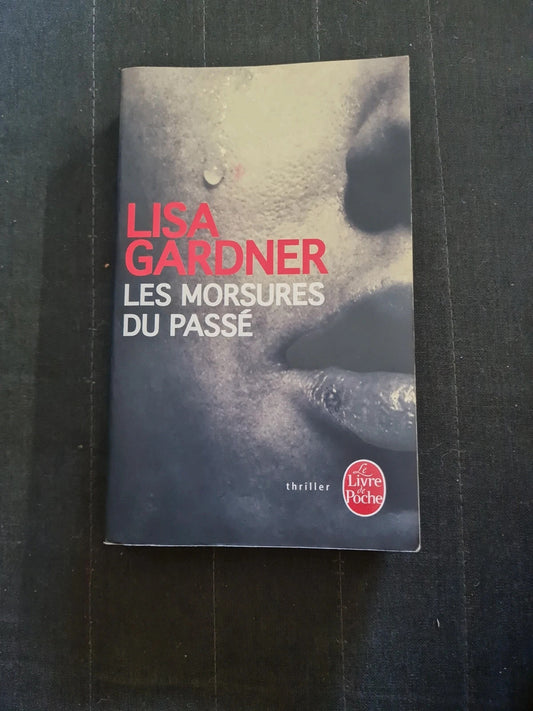 LISA
GARDNER
LES MORSURES
DU PASSÉ
thriller
Le
Livre
de
Poche